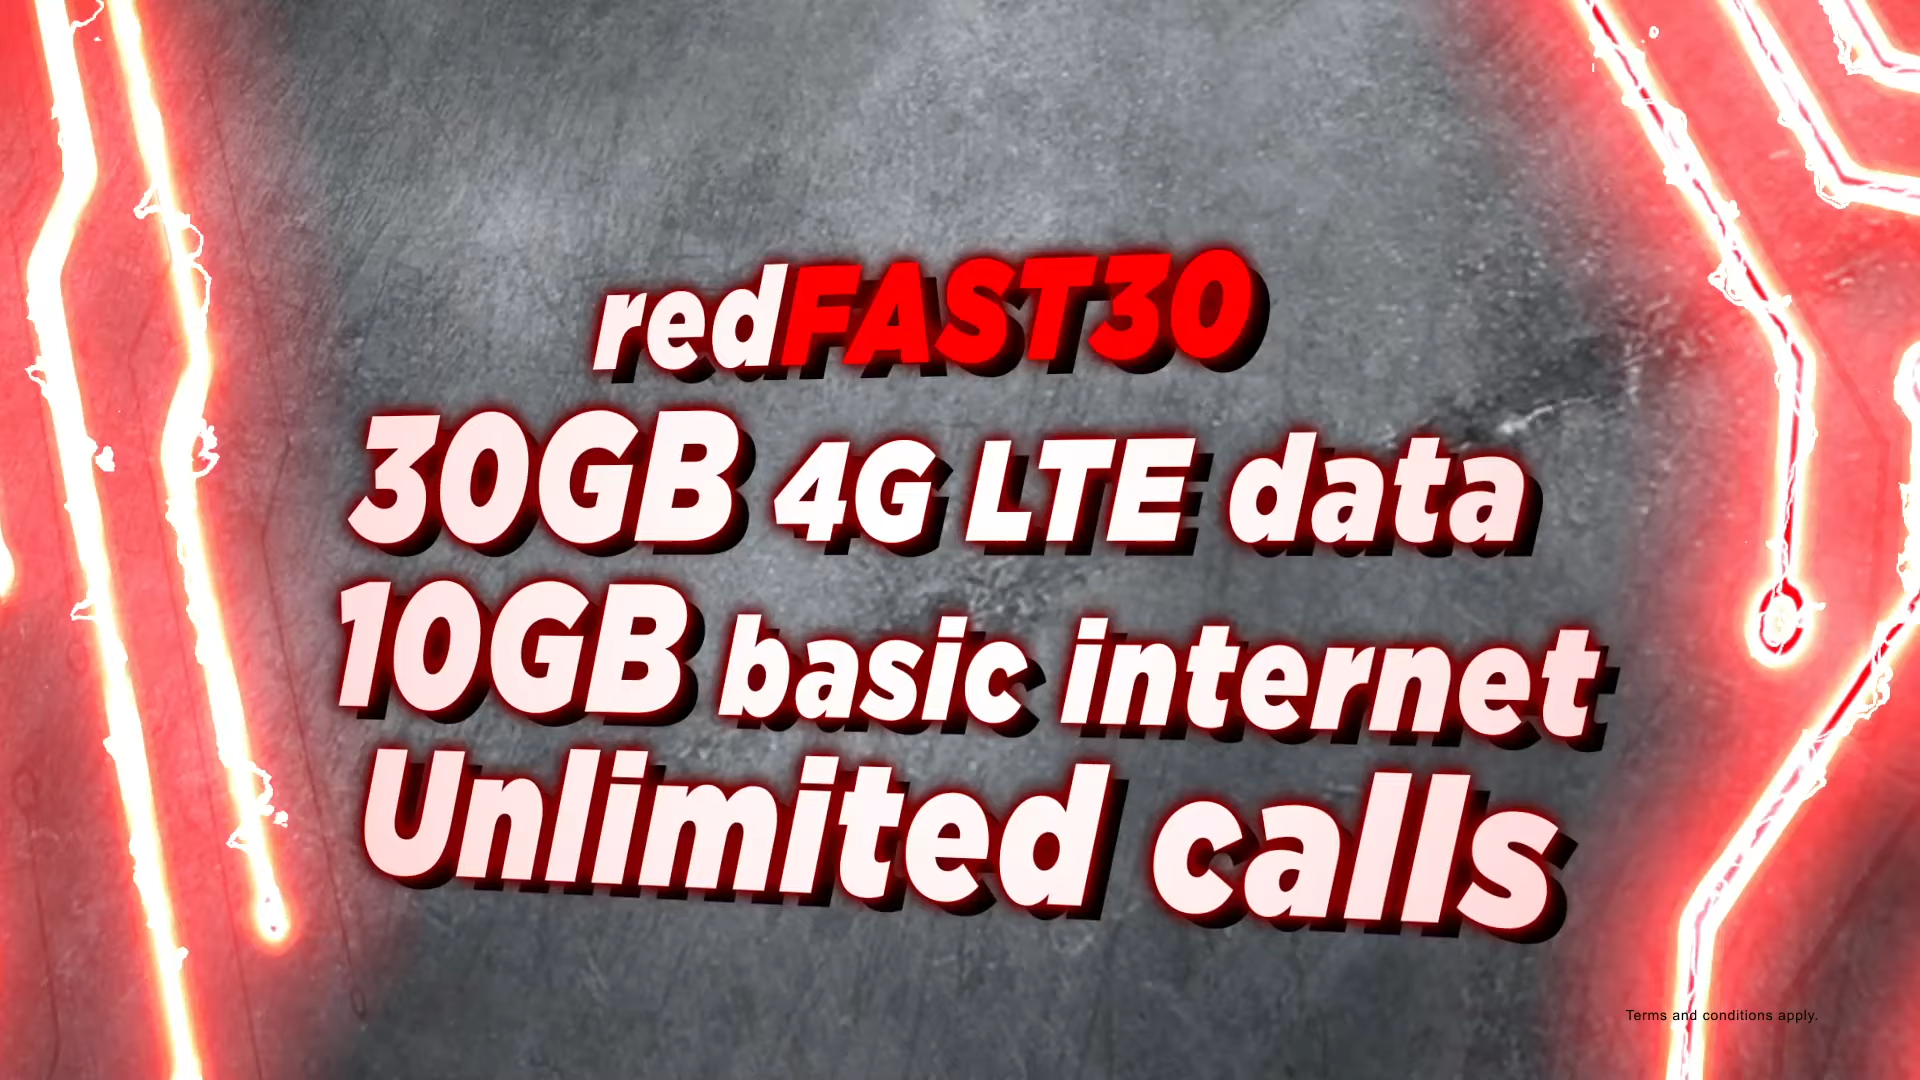 redFAST30
30GB 4G LTE data
10GB basic internet
Unlimited calls
Terms and conditions apply.